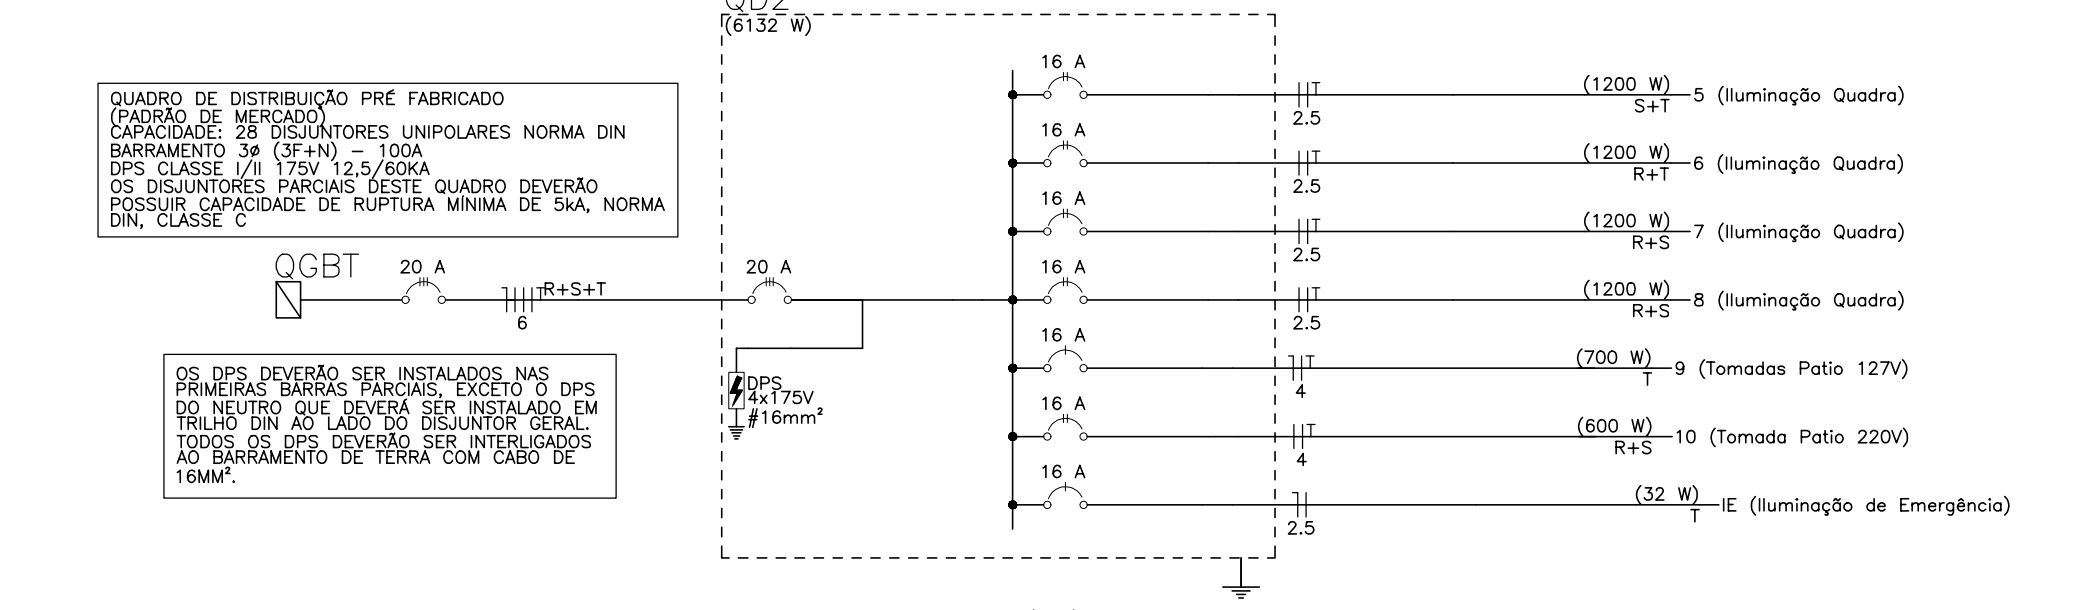 QD2
(6132 W)
QUADRO DE DISTRIBUIÇÃO PRÉ FABRICADO
(PADRÃO DE MERCADO)
CAPACIDADE: 28 DISJUNTORES UNIPOLARES NORMA DIN
BARRAMENTO 3ø (3F+N) – 100A
DPS CLASSE I/II 175V 12,5/60KA
OS DISJUNTORES PARCIAIS DESTE QUADRO DEVERÃO
POSSUIR CAPACIDADE DE RUPTURA MÍNIMA DE 5kA, NORMA
DIN, CLASSE C
QGBT
20 A
R+S+T
6
20 A
OS DPS DEVERÃO SER INSTALADOS NAS
PRIMEIRAS BARRAS PARCIAIS, EXCETO O DPS
DO NEUTRO QUE DEVERÁ SER INSTALADO EM
TRILHO DIN AO LADO DO DISJUNTOR GERAL.
TODOS OS DPS DEVERÃO SER INTERLIGADOS
AO BARRAMENTO DE TERRA COM CABO DE
16MM².
DPS
4x175V
#16mm²
16 A
2.5
(1200 W)
S+T
5 (Iluminação Quadra)
16 A
2.5
(1200 W)
R+T
6 (Iluminação Quadra)
16 A
2.5
(1200 W)
R+S
7 (Iluminação Quadra)
16 A
2.5
(1200 W)
R+S
8 (Iluminação Quadra)
16 A
4
(700 W)
T
9 (Tomadas Patio 127V)
16 A
4
(600 W)
R+S
10 (Tomada Patio 220V)
16 A
2.5
(32 W)
T
IE (Iluminação de Emergência)